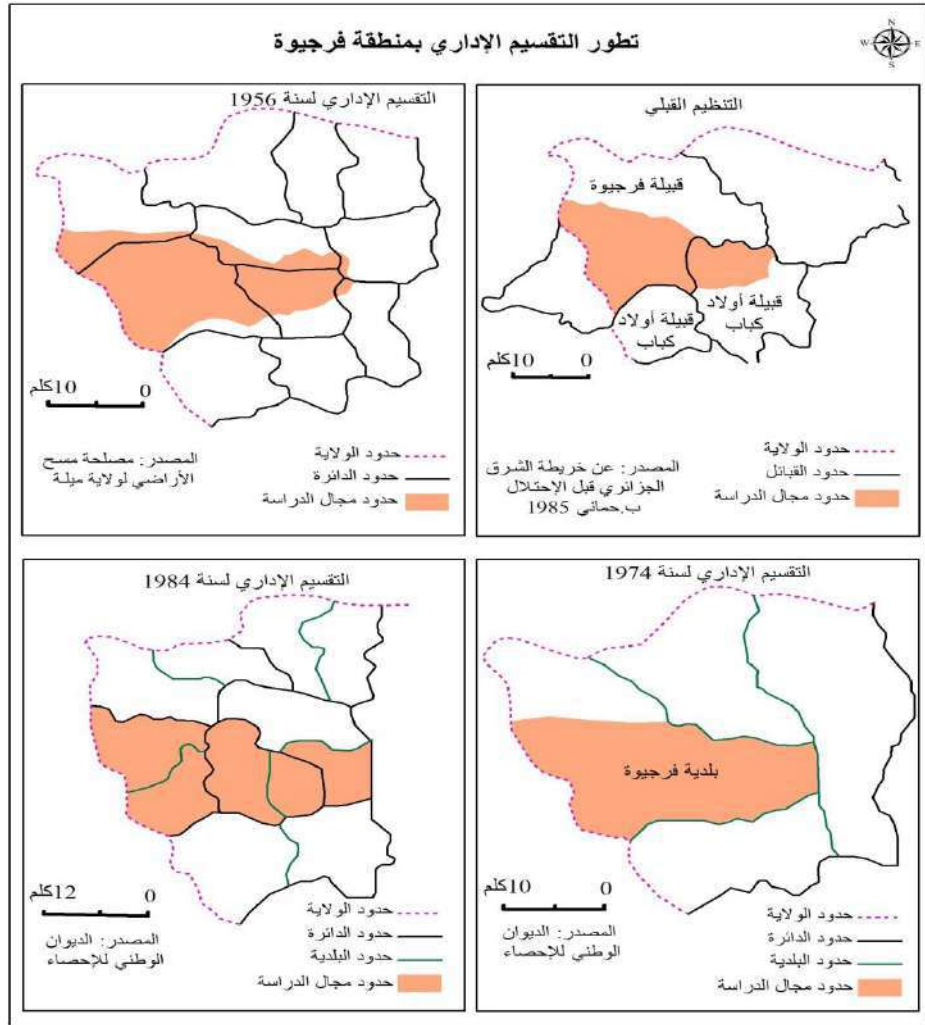 تطور التقسيم الإداري بمنطقة فرجيوة
N
W
E
S
التنظيم القبلي
قبيلة فرجيوة
قبيلة أولاد
كباب
قبيلة أولاد
كباب
10كلم
0
حدود الولاية
حدود القبائل
حدود مجال الدراسة
المصدر: عن خريطة الشرق
الجزائري قبل الإحتلال
ب.حماني 1985
التقسيم الإداري لسنة 1956
10كلم
0
حدود الولاية
حدود الدائرة
حدود مجال الدراسة
المصدر: مصلحة مسح
الأراضي لولاية ميلة
التقسيم الإداري لسنة 1974
بلدية فرجيوة
10كلم
0
حدود الولاية
حدود الدائرة
حدود البلدية
حدود مجال الدراسة
المصدر: الديوان
الوطني للإحصاء
التقسيم الإداري لسنة 1984
12كلم
0
حدود الولاية
حدود الدائرة
حدود البلدية
حدود مجال الدراسة
المصدر: الديوان
الوطني للإحصاء